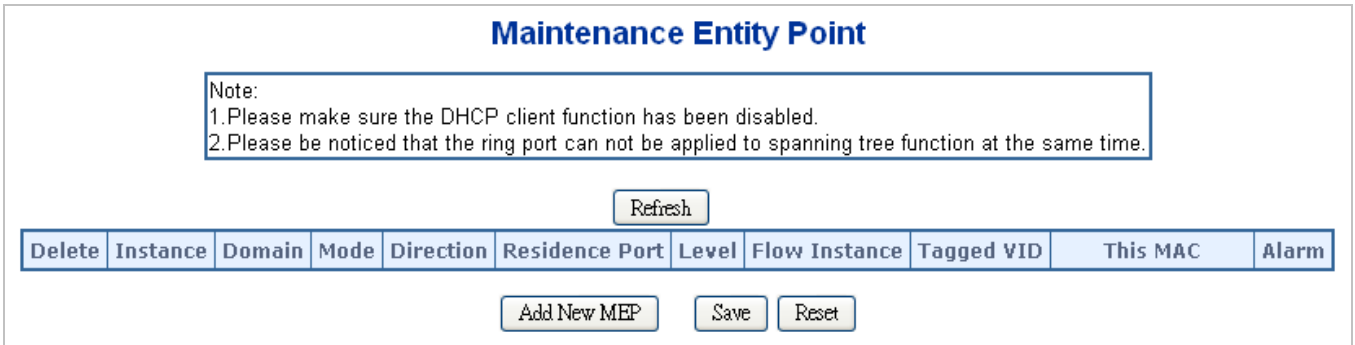 Maintenance Entity Point
Note:
1.Please make sure the DHCP client function has been disabled.
2.Please be noticed that the ring port can not be applied to spanning tree function at the same time.
Refresh
Delete Instance Domain Mode Direction Residence Port Level Flow Instance Tagged VID This MAC Alarm
Add New MEP Save Reset